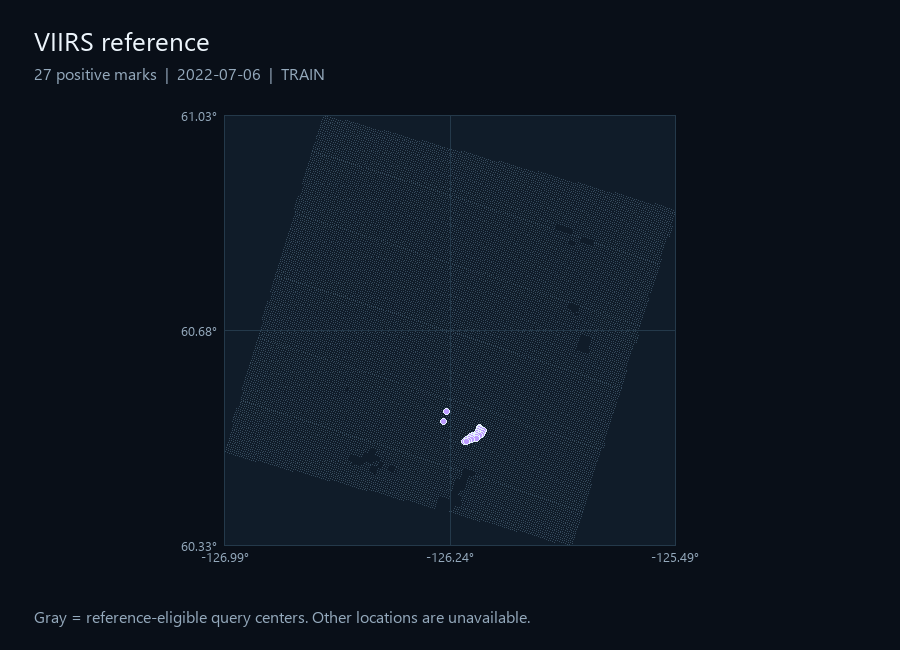 VIIRS reference
27 positive marks | 2022-07-06 | TRAIN
61.03°
60.68°
60.33°
-126.99° -126.24° -125.49°
Gray = reference-eligible query centers. Other locations are unavailable.